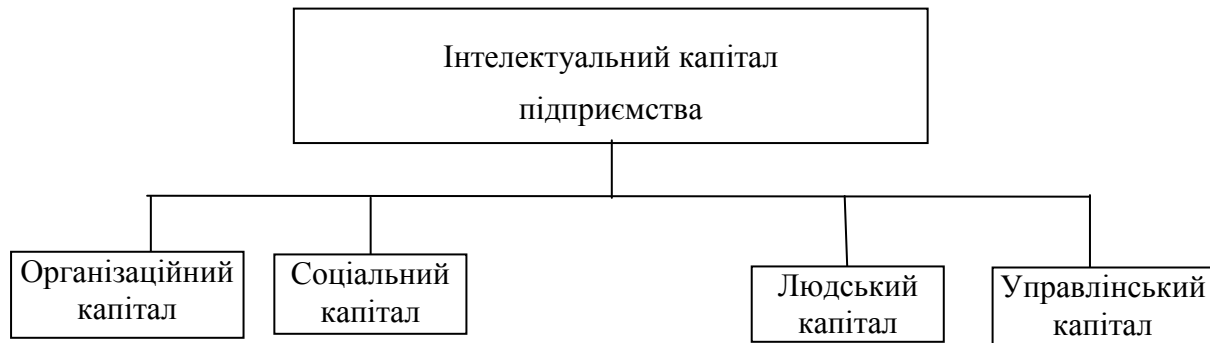 Інтелектуальний капітал
підприємства
Організаційний
капітал
Соціальний
капітал
Людський
капітал
Управлінський
капітал